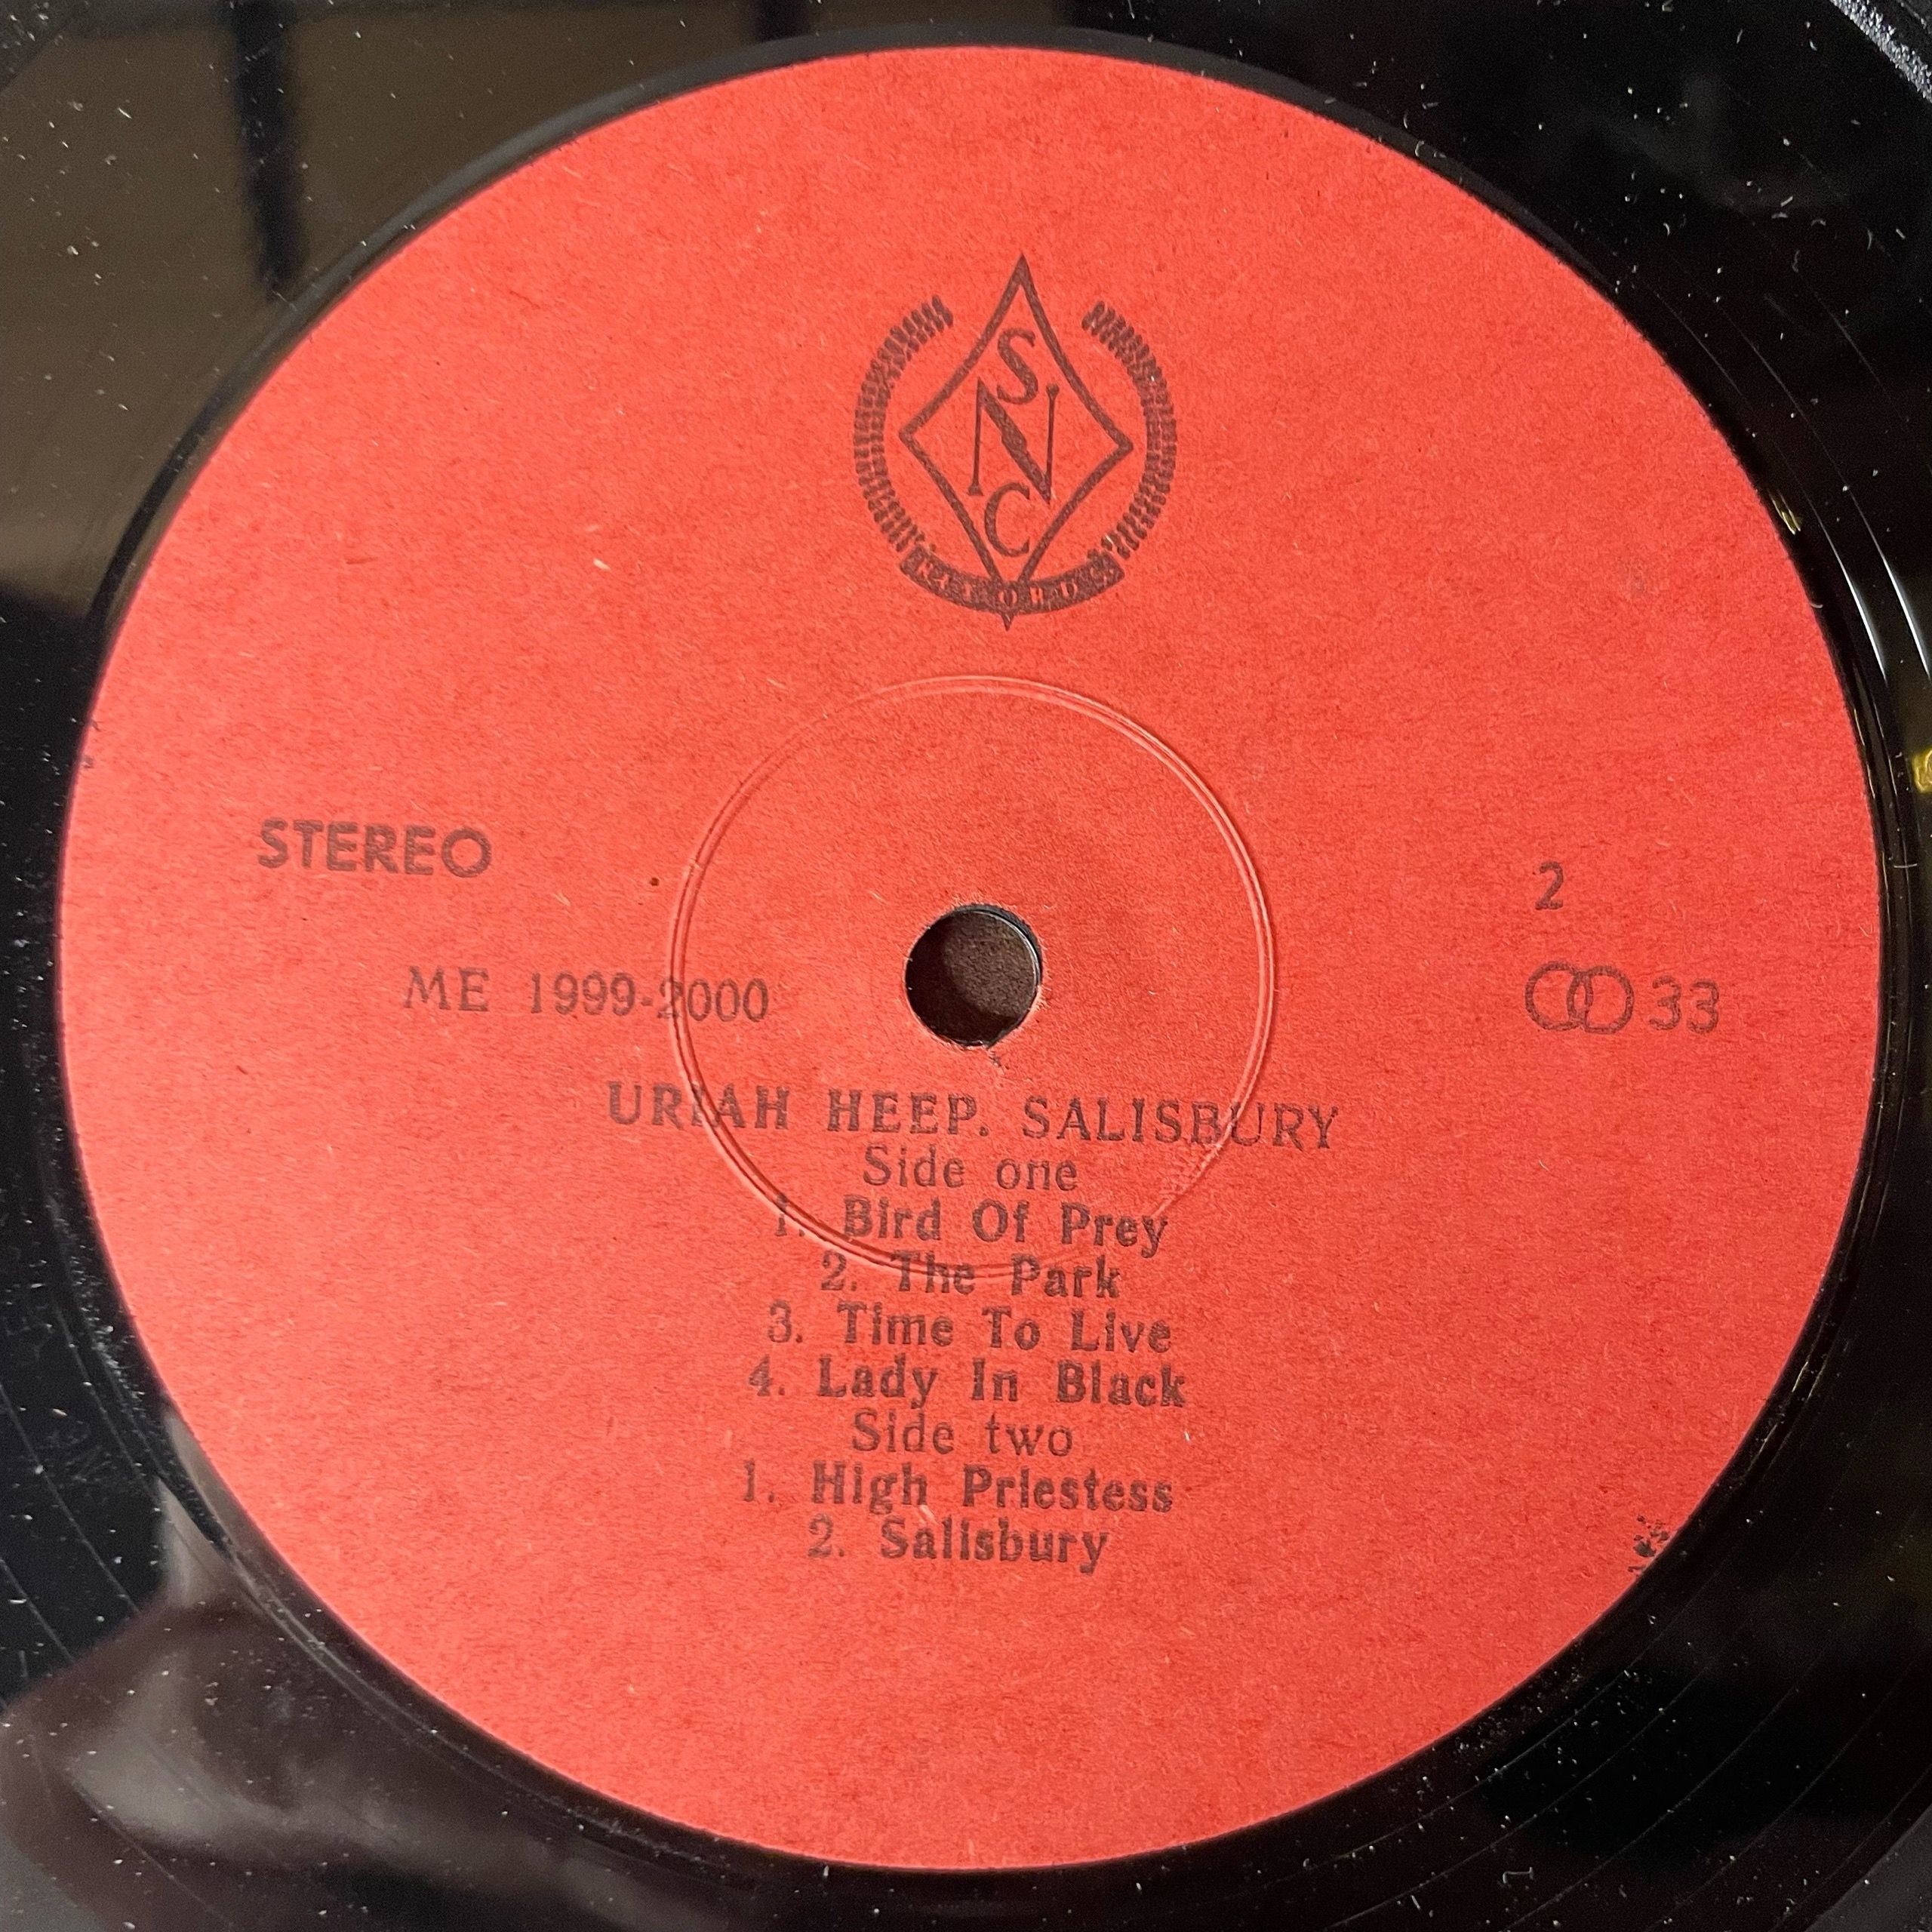 S
N
C
RECORDS
STEREO
2
ME 1999-2000
33
URIAH HEEP. SALISBURY
Side one
1. Bird Of Prey
2. The Park
3. Time To Live
4. Lady In Black
Side two
1. High Priestess
2. Salisbury